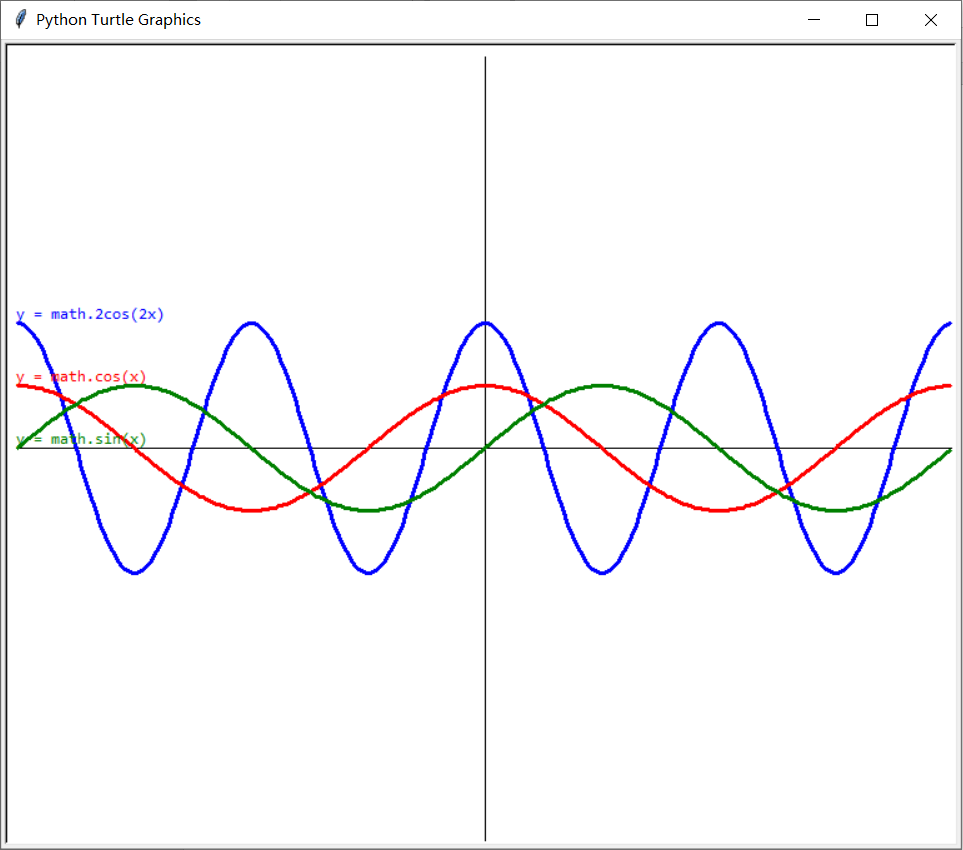 Python Turtle Graphics
y = math.2cos(2x)
y = math.cos(x)
y = math.sin(x)